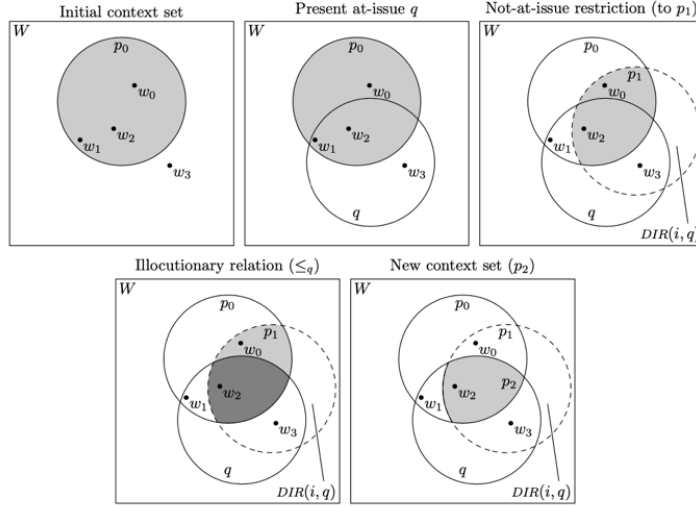 Initial context set
W
p₀
w₀
w₁
w₂
w₃
Present at-issue q
W
p₀
w₀
w₁
w₂
w₃
q
Not-at-issue restriction (to p₁)
W
p₀
p₁
w₀
w₁
w₂
w₃
q
DIR(i, q)
Illocutionary relation (≤q)
W
p₀
p₁
w₀
w₂
w₁
w₃
q
DIR(i, q)
New context set (p₂)
W
p₀
p₁
w₀
w₂
p₂
w₁
w₃
q
DIR(i, q)